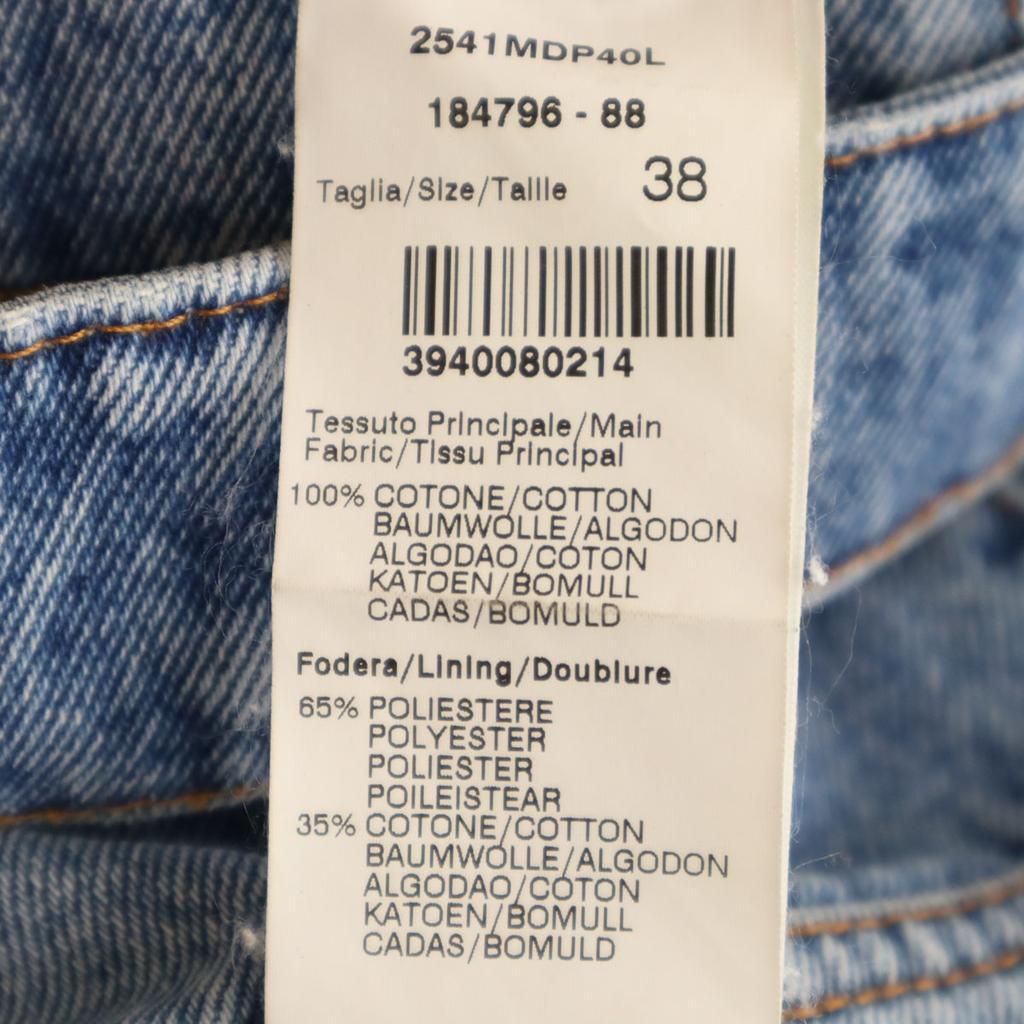 2541MDP40L
184796 - 88
Taglia/Size/Taille 38
3940080214
Tessuto Principale/Main
Fabric/Tissu Principal
100% COTONE/COTTON
BAUMWOLLE/ALGODON
ALGODAO/COTON
KATOEN/BOMULL
CADAS/BOMULD
Fodera/Lining/Doublure
65% POLIESTERE
POLYESTER
POLIESTER
POILEISTEAR
35% COTONE/COTTON
BAUMWOLLE/ALGODON
ALGODAO/COTON
KATOEN/BOMULL
CADAS/BOMULD